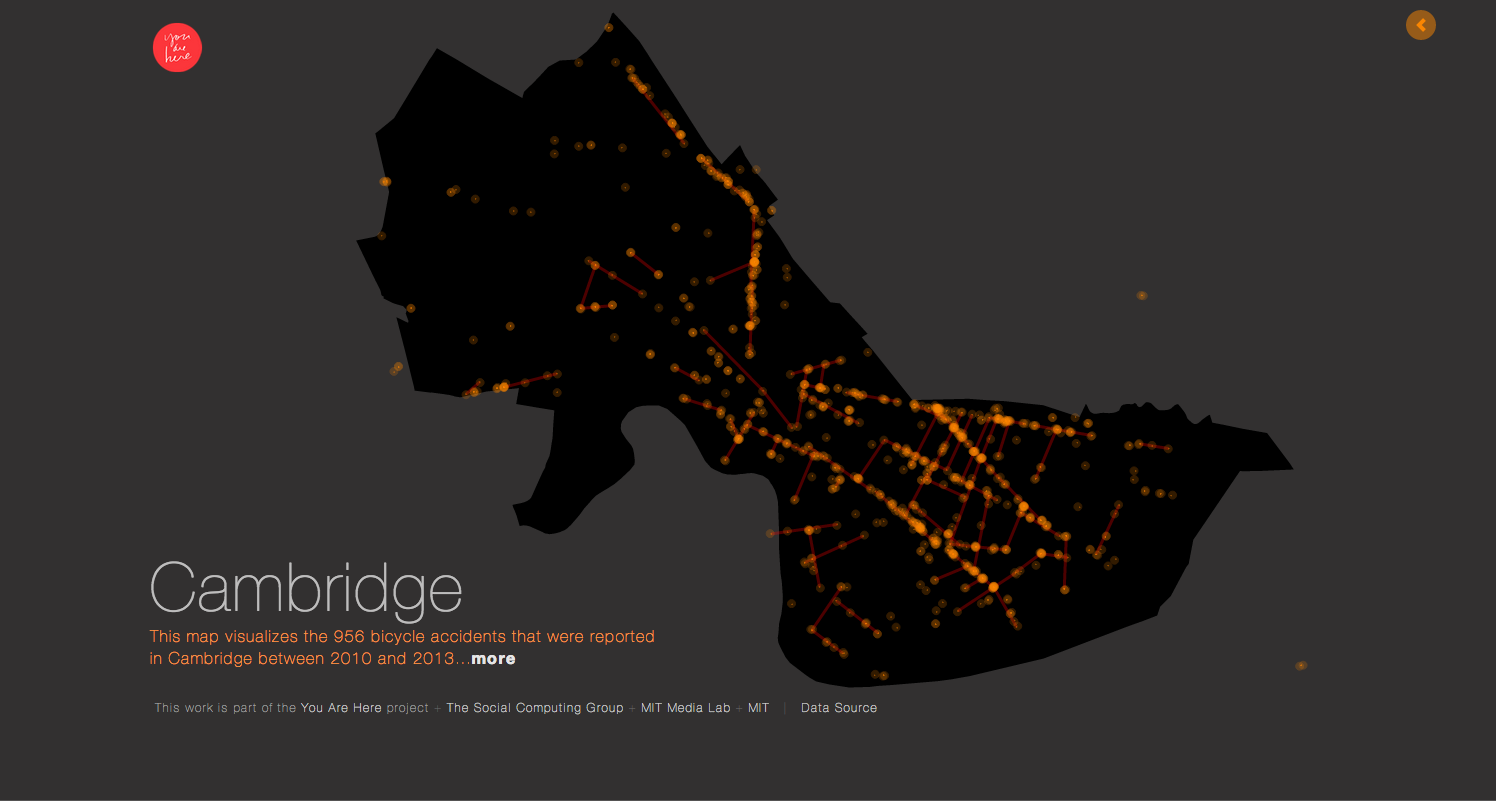 you
are
here
Cambridge
This map visualizes the 956 bicycle accidents that were reported
in Cambridge between 2010 and 2013...more
This work is part of the You Are Here project + The Social Computing Group + MIT Media Lab + MIT | Data Source